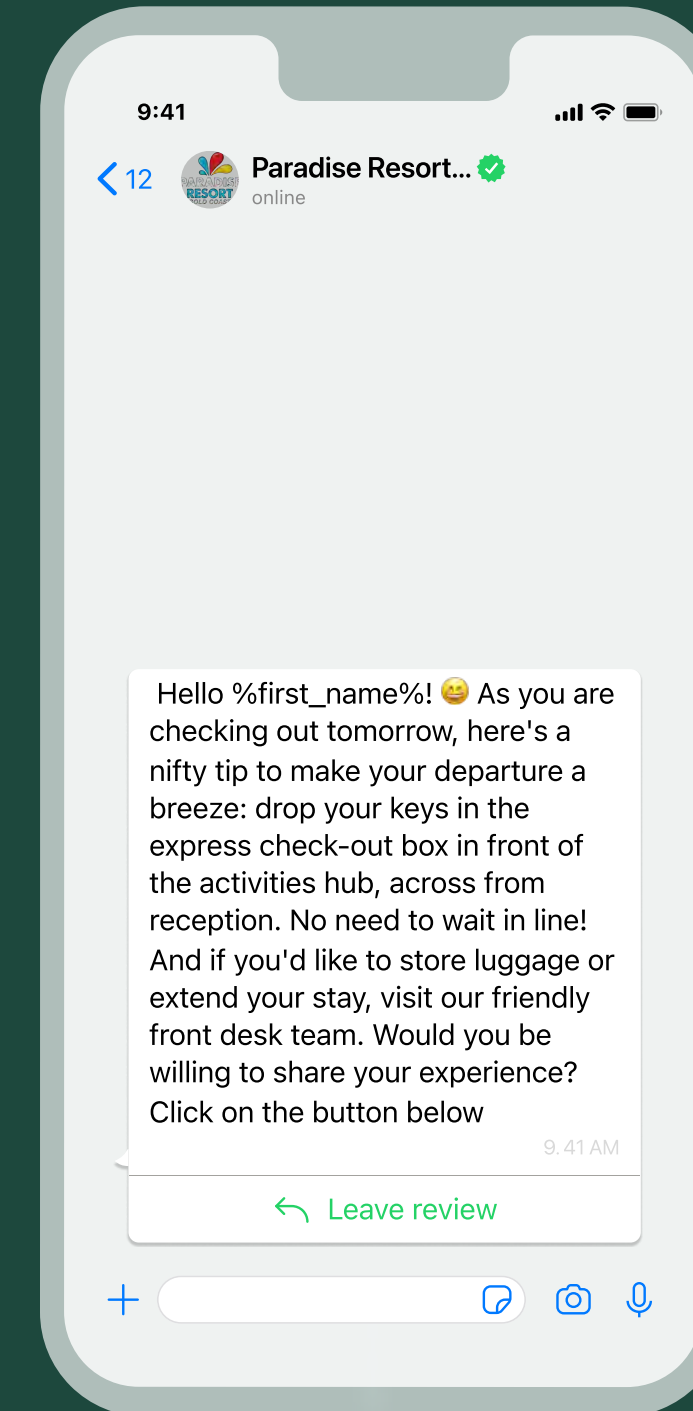 9:41
12
Paradise Resort...
PARADISE
RESORT
GOLD COAST
online
Hello %first_name%! 😄 As you are
checking out tomorrow, here's a
nifty tip to make your departure a
breeze: drop your keys in the
express check-out box in front of
the activities hub, across from
reception. No need to wait in line!
And if you'd like to store luggage or
extend your stay, visit our friendly
front desk team. Would you be
willing to share your experience?
Click on the button below
9.41 AM
Leave review